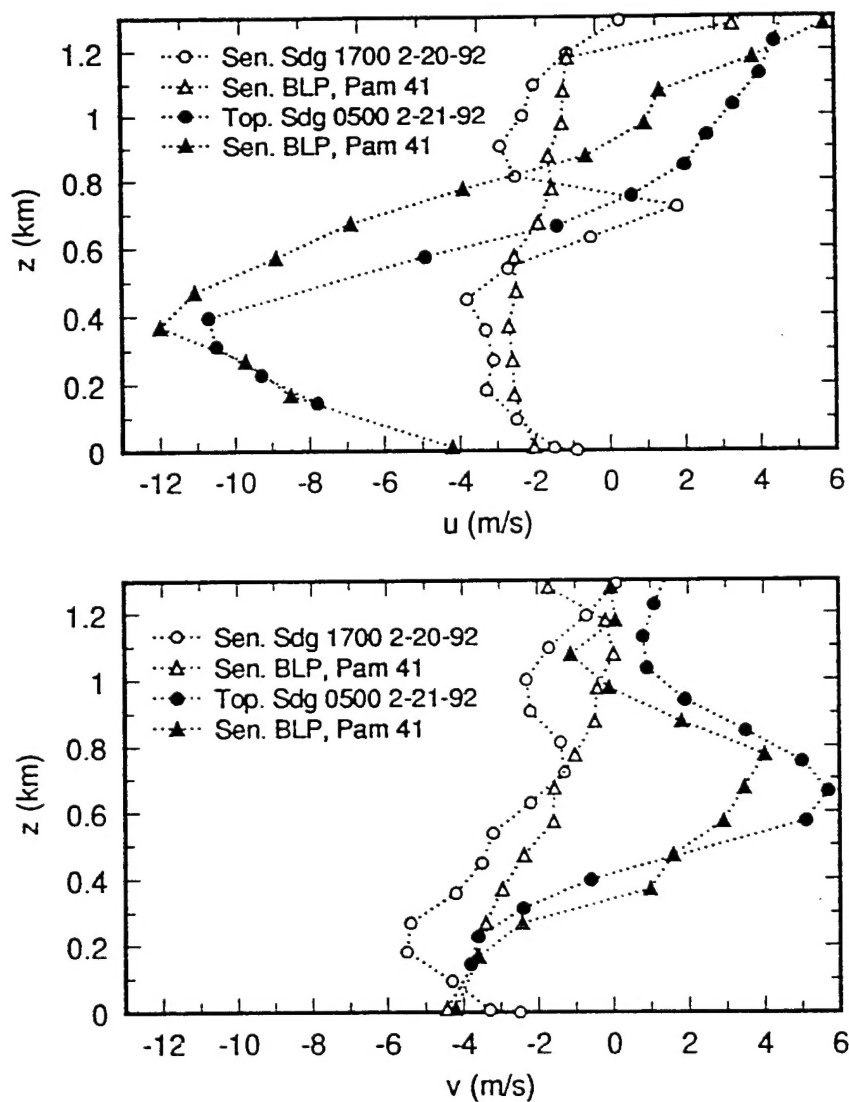 1.2
1
0.8
0.6
0.4
0.2
0
z (km)
Sen. Sdg 1700 2-20-92
Sen. BLP, Pam 41
Top. Sdg 0500 2-21-92
Sen. BLP, Pam 41
-12 -10 -8 -6 -4 -2 0 2 4 6
u (m/s)
1.2
1
0.8
0.6
0.4
0.2
0
z (km)
Sen. Sdg 1700 2-20-92
Sen. BLP, Pam 41
Top. Sdg 0500 2-21-92
Sen. BLP, Pam 41
-12 -10 -8 -6 -4 -2 0 2 4 6
v (m/s)